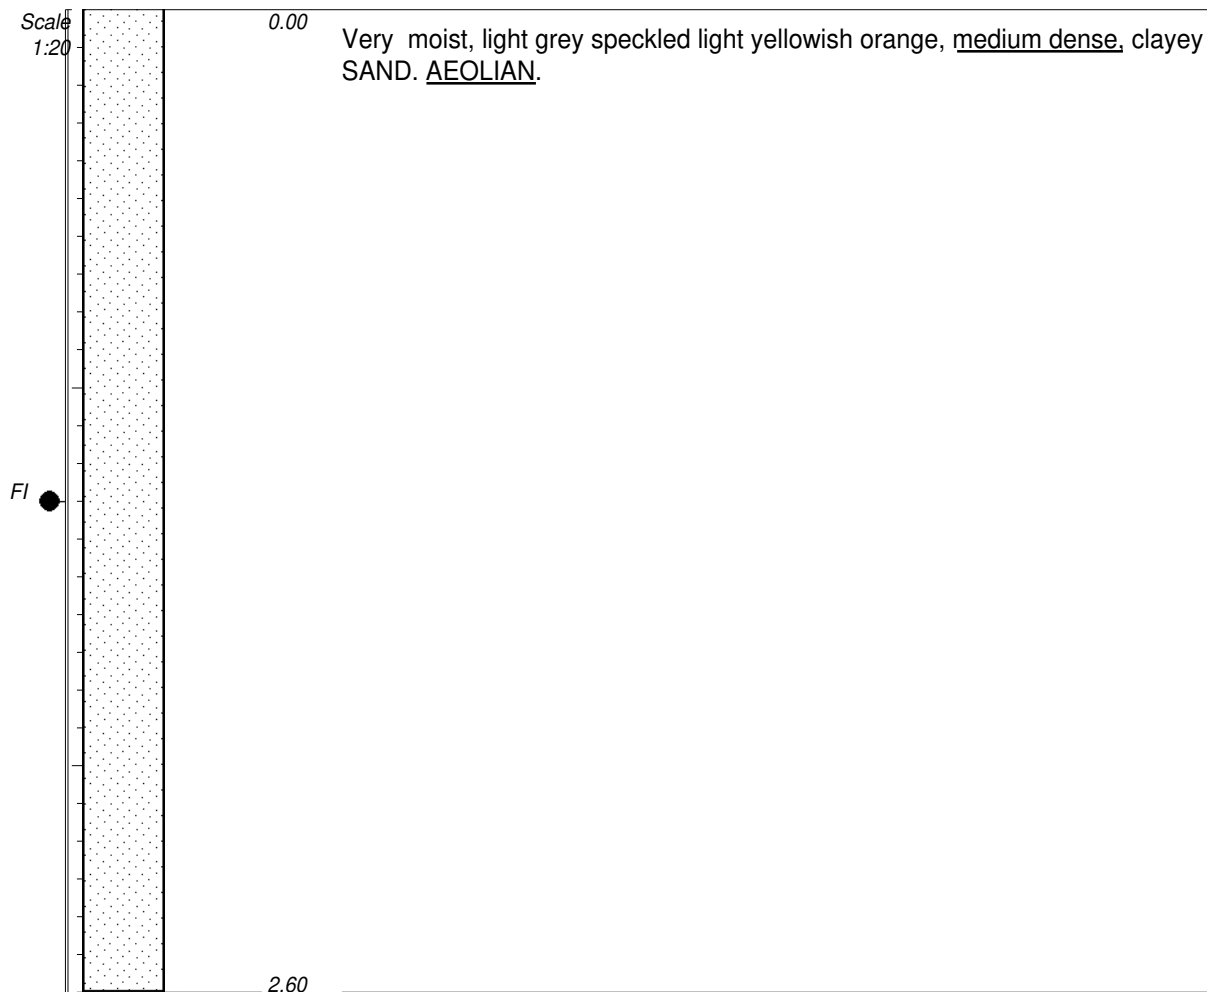 Scale
1:20
0.00
Very moist, light grey speckled light yellowish orange, medium dense, clayey
SAND. AEOLIAN.
FI
2.60